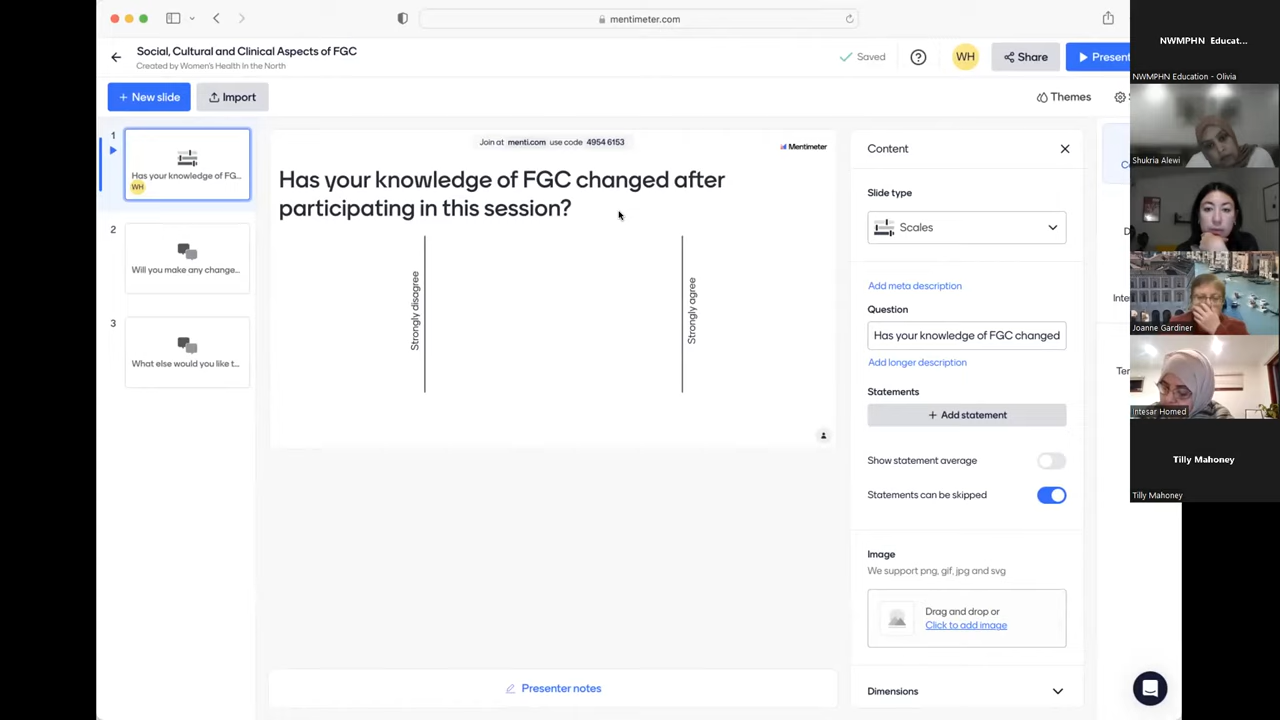 mentimeter.com
Social, Cultural and Clinical Aspects of FGC
Created by Women's Health In the North
Saved
WH
Share
Present
+ New slide
Import
Themes
1
Has your knowledge of FG...
WH
2
Will you make any change...
3
What else would you like t...
Join at menti.com use code 4954 6153
Mentimeter
Has your knowledge of FGC changed after
participating in this session?
Strongly disagree
Strongly agree
Presenter notes
Content
Slide type
Scales
Add meta description
Question
Has your knowledge of FGC changed
Add longer description
Statements
+ Add statement
Show statement average
Statements can be skipped
Image
We support png, gif, jpg and svg
Drag and drop or
Click to add image
Dimensions
NWMPHN Educat...
NWMPHN Education - Olivia
Shukria Alewi
Joanne Gardiner
Intesar Homed
Tilly Mahoney
Tilly Mahoney